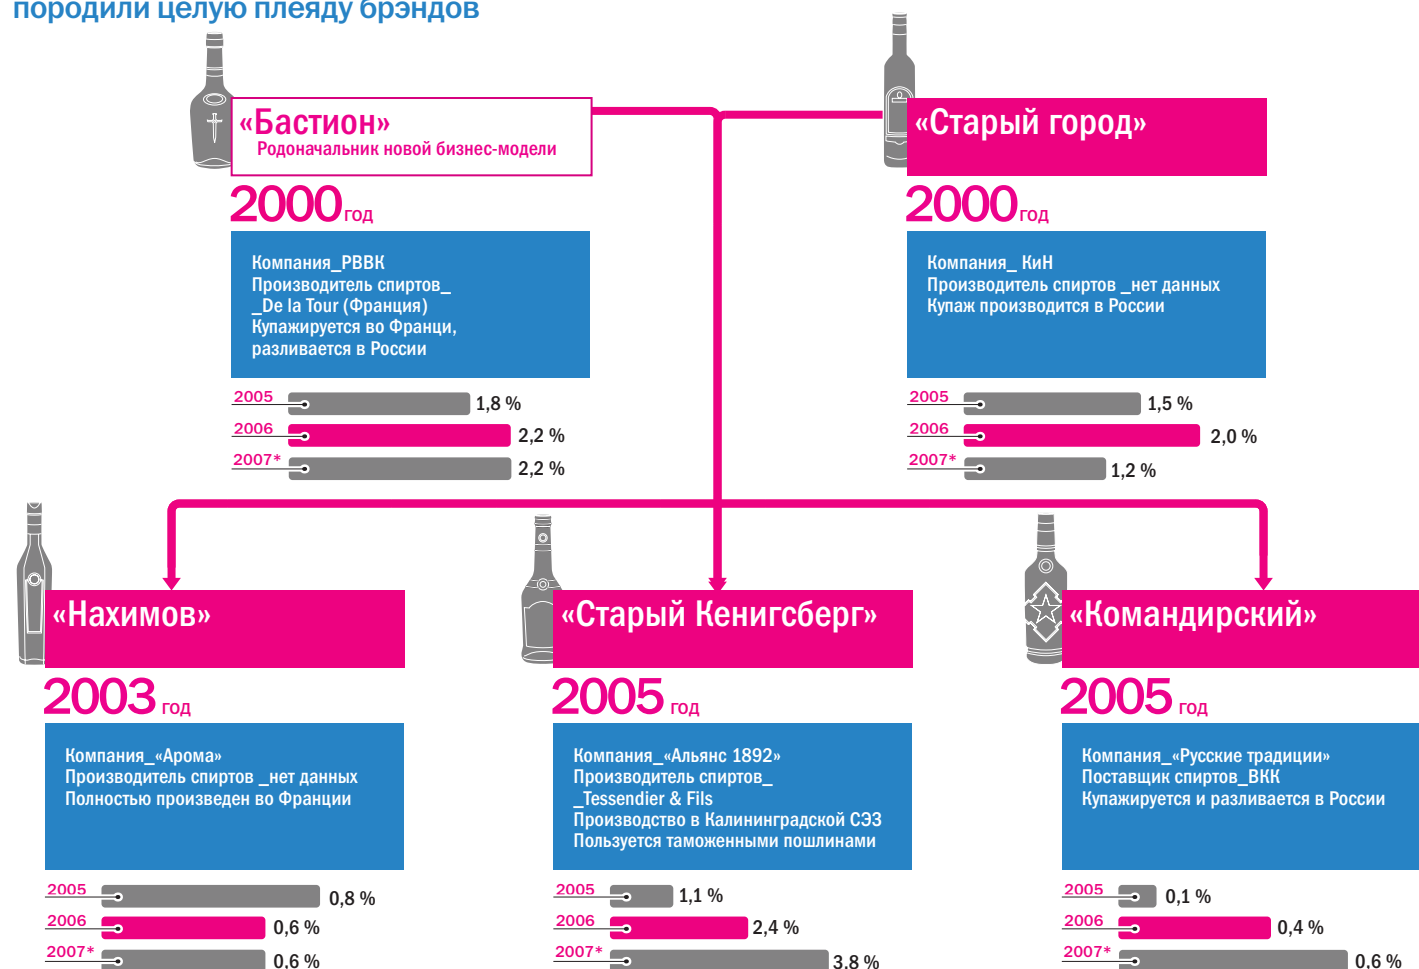 породили целую плеяду брэндов
«Бастион»
Родоначальник новой бизнес-модели
2000 год
Компания_РВВК
Производитель спиртов_
_De la Tour (Франция)
Купажируется во Франци,
разливается в России
2005 1,8 %
2006 2,2 %
2007* 2,2 %
«Старый город»
2000 год
Компания_ КиН
Производитель спиртов _нет данных
Купаж производится в России
2005 1,5 %
2006 2,0 %
2007* 1,2 %
«Нахимов»
2003 год
Компания_«Арома»
Производитель спиртов _нет данных
Полностью произведен во Франции
2005 0,8 %
2006 0,6 %
2007* 0,6 %
«Старый Кенигсберг»
2005 год
Компания_«Альянс 1892»
Производитель спиртов_
_Tessendier & Fils
Производство в Калининградской СЭЗ
Пользуется таможенными пошлинами
2005 1,1 %
2006 2,4 %
2007* 3,8 %
«Командирский»
2005 год
Компания_«Русские традиции»
Поставщик спиртов_ВКК
Купажируется и разливается в России
2005 0,1 %
2006 0,4 %
2007* 0,6 %